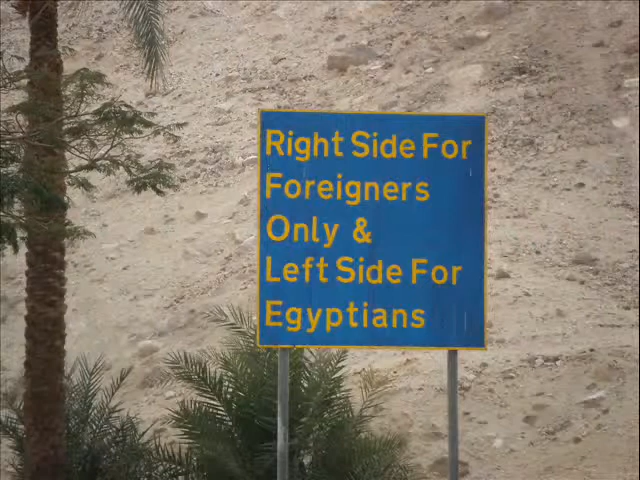 Right Side For
Foreigners
Only &
Left Side For
Egyptians